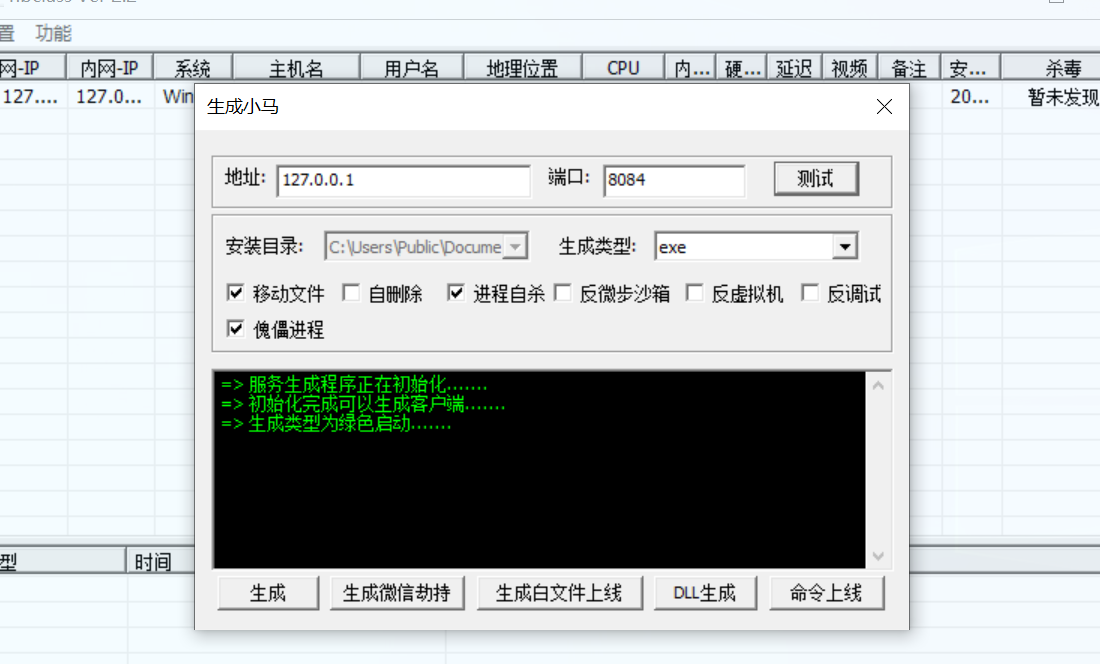 置 功能
网-IP 内网-IP 系统 主机名 用户名 地理位置 CPU 内... 硬... 延迟 视频 备注 安... 杀毒
127.... 127.0... Win 20... 暂未发现
生成小马
地址: 127.0.0.1 端口: 8084 测试
安装目录: C:\Users\Public\Docume 生成类型: exe
移动文件 自删除 进程自杀 反微步沙箱 反虚拟机 反调试
傀儡进程
=> 服务生成程序正在初始化.......
=> 初始化完成可以生成客户端.......
=> 生成类型为绿色启动.......
型 时间
生成 生成微信劫持 生成白文件上线 DLL生成 命令上线